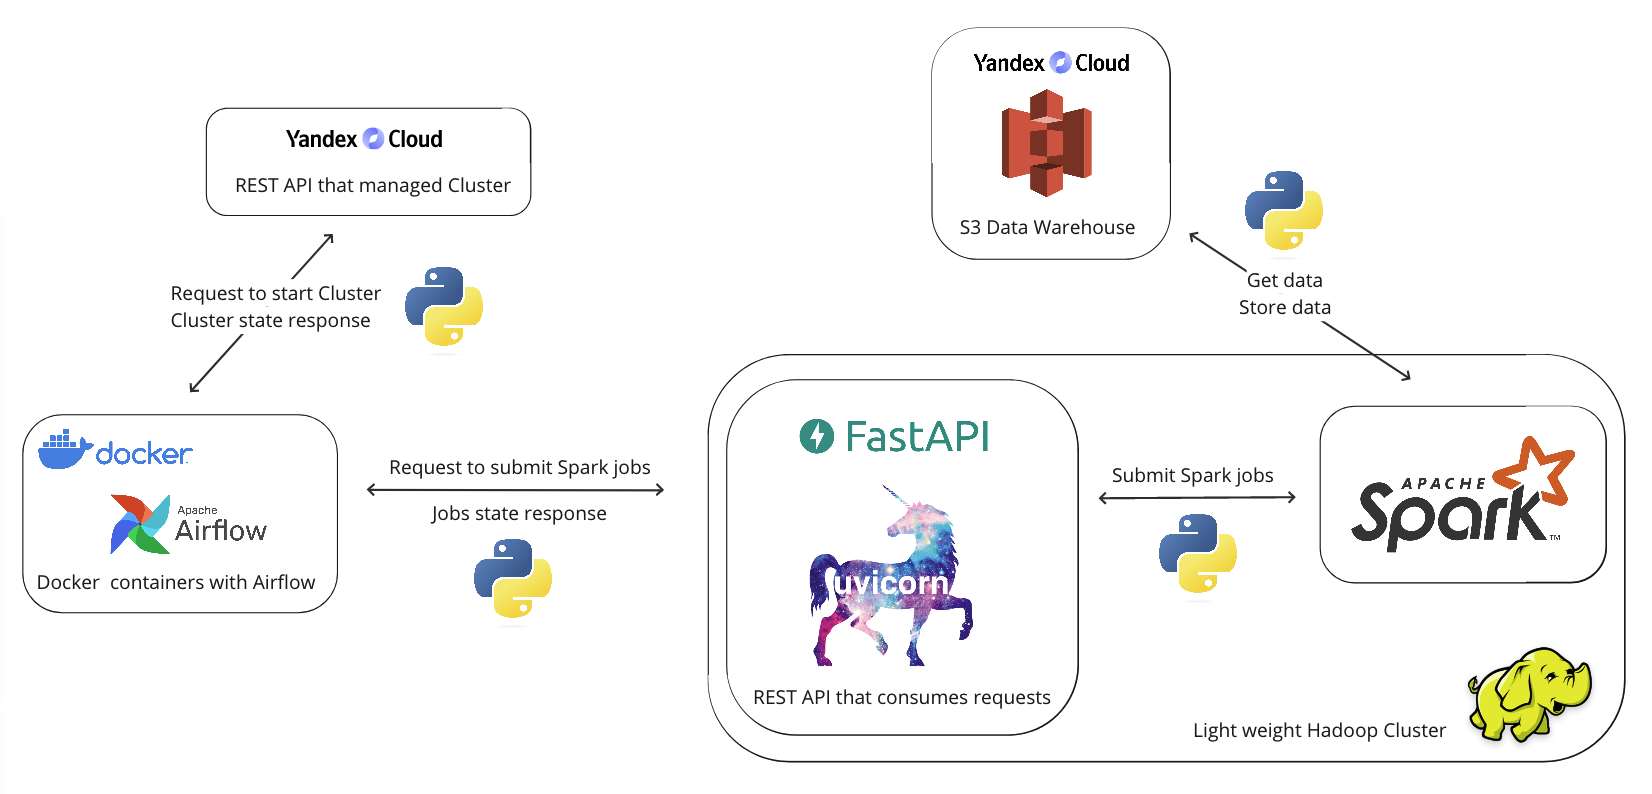 Yandex Cloud
REST API that managed Cluster
Yandex Cloud
S3 Data Warehouse
Request to start Cluster
Cluster state response
Get data
Store data
docker
Apache
Airflow
Docker containers with Airflow
Request to submit Spark jobs
Jobs state response
FastAPI
uvicorn
REST API that consumes requests
Submit Spark jobs
APACHE
Spark™
Light weight Hadoop Cluster